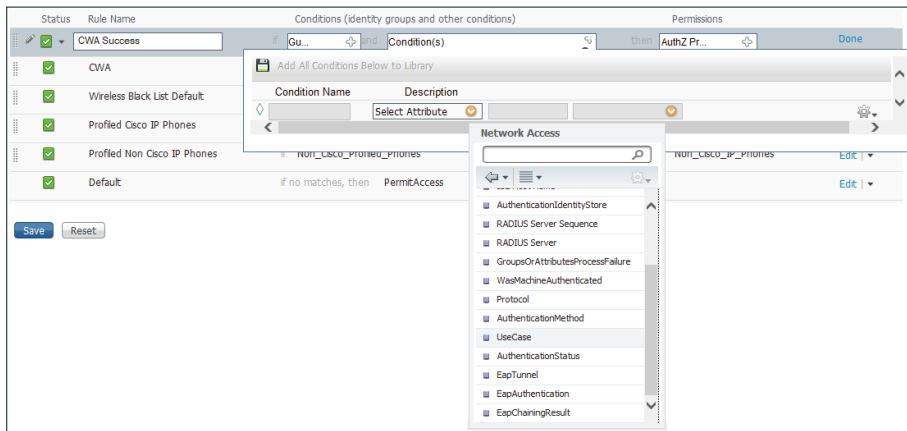 Status Rule Name Conditions (identity groups and other conditions) Permissions
CWA Success if Gu... and Condition(s) then AuthZ Pr... Done
Add All Conditions Below to Library
CWA
Condition Name Description
Wireless Black List Default
Select Attribute
Profiled Cisco IP Phones
Network Access
Profiled Non Cisco IP Phones if Non_Cisco_Profiled_Phones Non_Cisco_IP_Phones Edit
Default if no matches, then PermitAccess Edit
AuthenticationIdentityStore
Save Reset
RADIUS Server Sequence
RADIUS Server
GroupsOrAttributesProcessFailure
WasMachineAuthenticated
Protocol
AuthenticationMethod
UseCase
AuthenticationStatus
EapTunnel
EapAuthentication
EapChainingResult